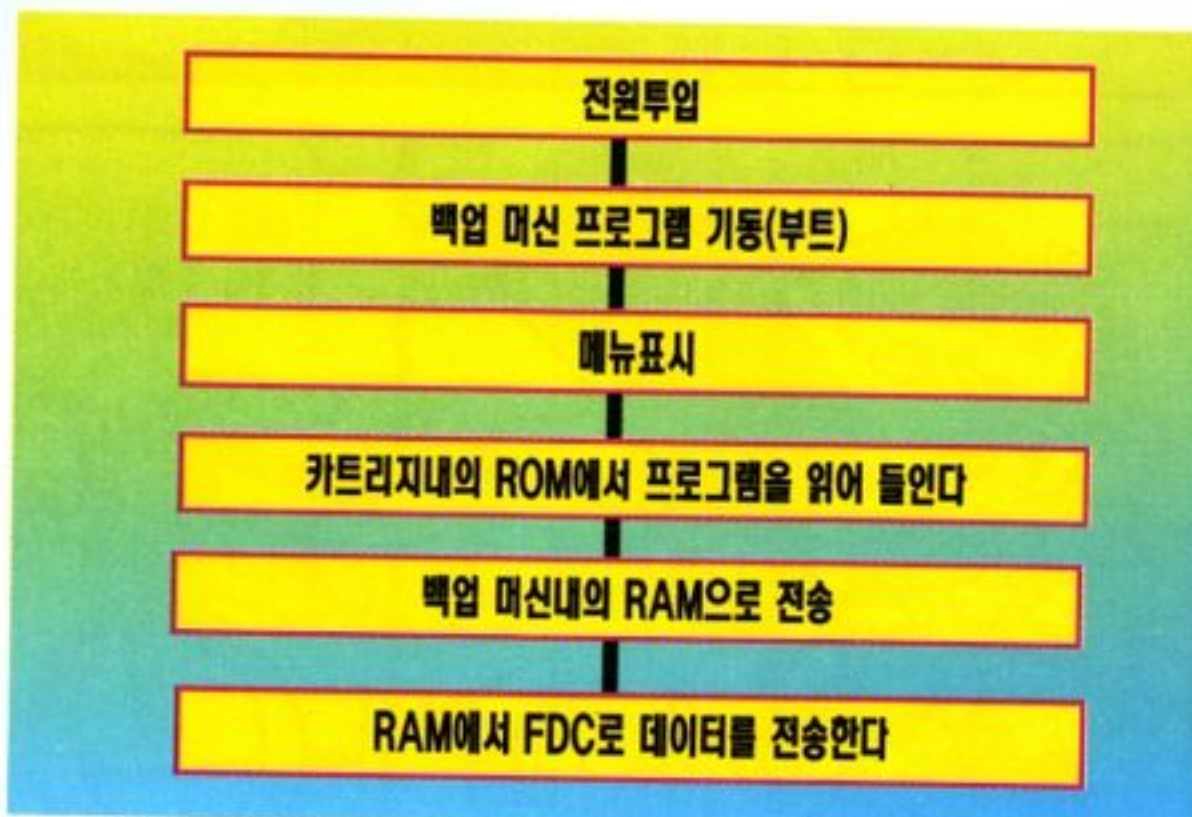 전원투입
백업 머신 프로그램 기동(부트)
메뉴표시
카트리지내의 ROM에서 프로그램을 읽어 들인다
백업 머신내의 RAM으로 전송
RAM에서 FDC로 데이터를 전송한다